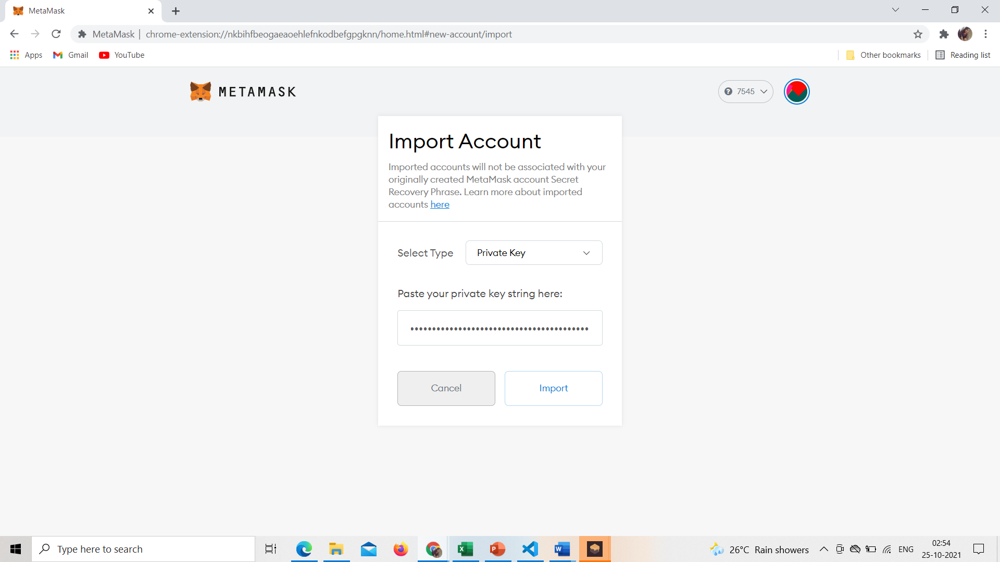 MetaMask
MetaMask | chrome-extension://nkbihfbeogaeaoehlefnkodbefgpgknn/home.html#new-account/import
Apps Gmail YouTube Other bookmarks Reading list
METAMASK 7545
Import Account
Imported accounts will not be associated with your
originally created MetaMask account Secret
Recovery Phrase. Learn more about imported
accounts here
Select Type Private Key
Paste your private key string here:
Cancel Import
Type here to search
26°C Rain showers ENG 02:54
25-10-2021